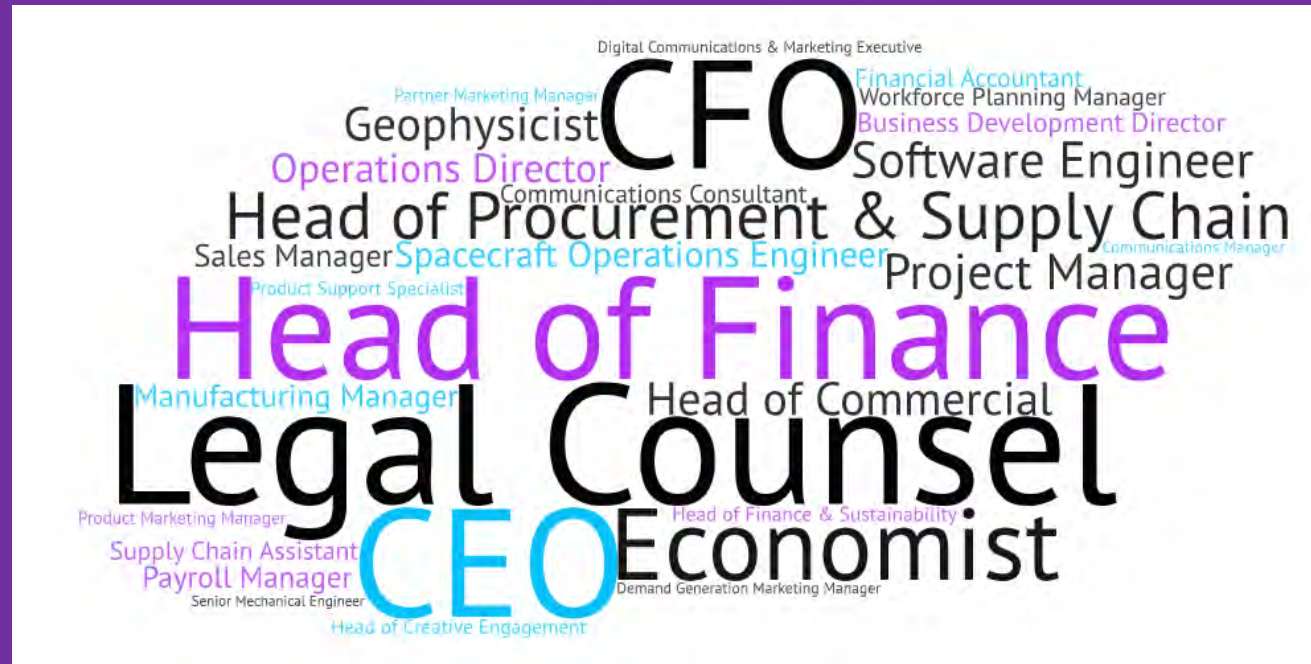 Digital Communications & Marketing Executive
CFO
Financial Accountant
Partner Marketing Manager
Workforce Planning Manager
Geophysicist
Business Development Director
Operations Director
Software Engineer
Communications Consultant
Head of Procurement & Supply Chain
Communications Manager
Sales Manager
Spacecraft Operations Engineer
Project Manager
Product Support Specialist
Head of Finance
Manufacturing Manager
Head of Commercial
Legal Counsel
Product Marketing Manager
Head of Finance & Sustainability
CEO
Economist
Supply Chain Assistant
Payroll Manager
Demand Generation Marketing Manager
Senior Mechanical Engineer
Head of Creative Engagement